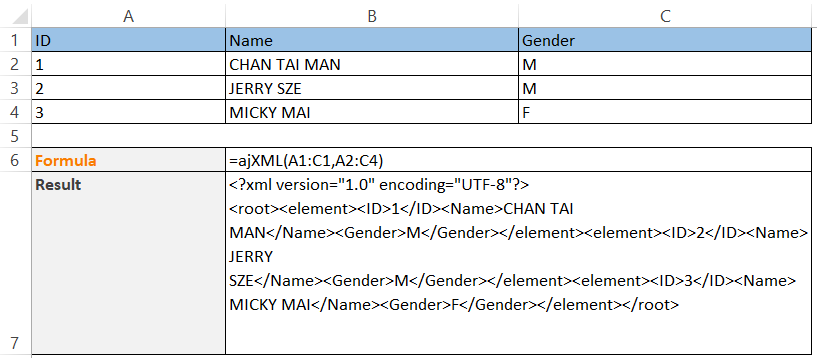 A B C
1 ID Name Gender
2 1 CHAN TAI MAN M
3 2 JERRY SZE M
4 3 MICKY MAI F
5
6 Formula =ajXML(A1:C1,A2:C4)
Result <?xml version="1.0" encoding="UTF-8"?>
<root><element><ID>1</ID><Name>CHAN TAI
MAN</Name><Gender>M</Gender></element><element><ID>2</ID><Name>
JERRY
SZE</Name><Gender>M</Gender></element><element><ID>3</ID><Name>
MICKY MAI</Name><Gender>F</Gender></element></root>
7